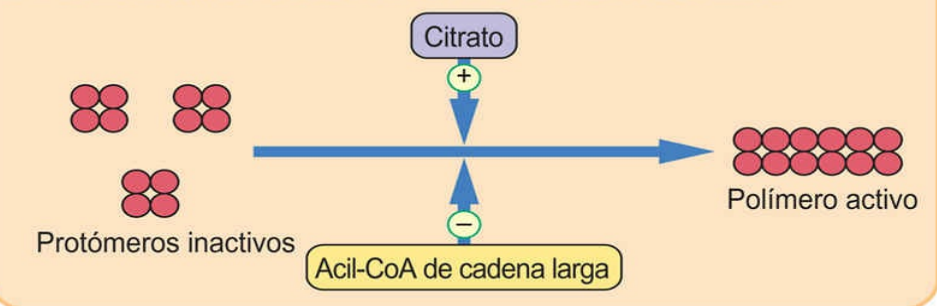 Citrato
+
Polímero activo
−
Protómeros inactivos
Acil-CoA de cadena larga